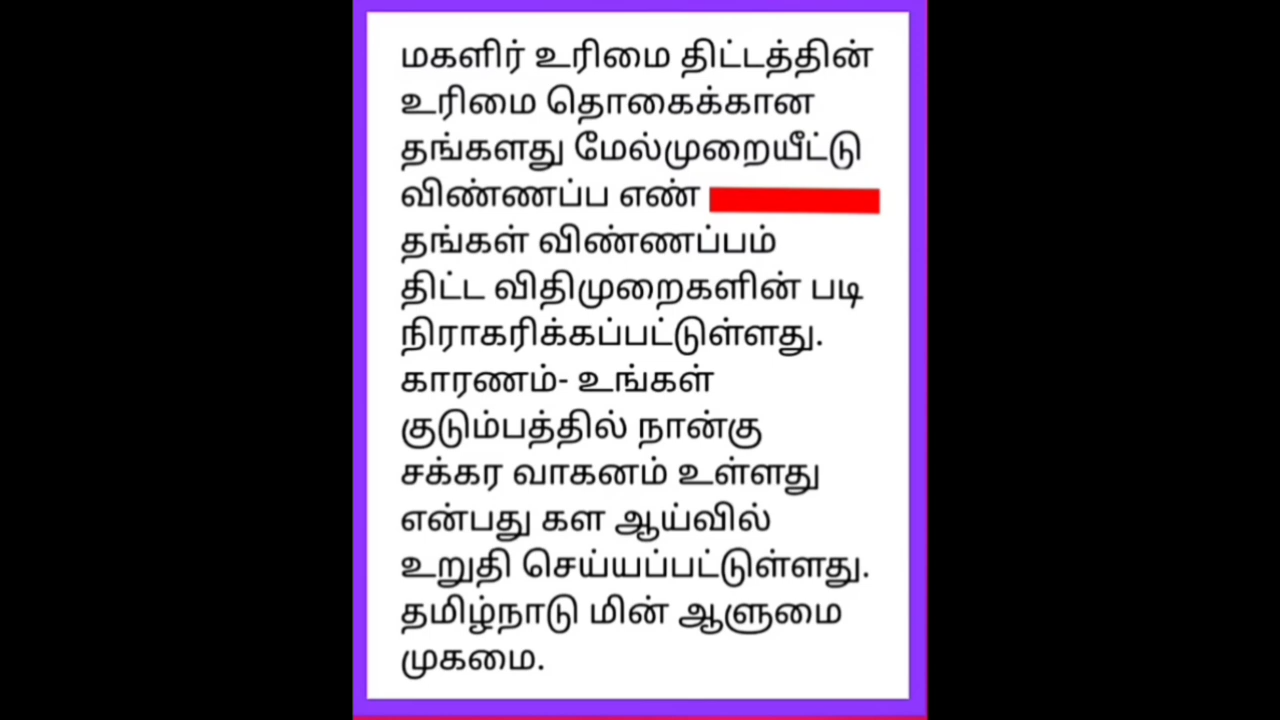 மகளிர் உரிமை திட்டத்தின்
உரிமை தொகைக்கான
தங்களது மேல்முறையீட்டு
விண்ணப்ப எண்
தங்கள் விண்ணப்பம்
திட்ட விதிமுறைகளின் படி
நிராகரிக்கப்பட்டுள்ளது.
காரணம்- உங்கள்
குடும்பத்தில் நான்கு
சக்கர வாகனம் உள்ளது
என்பது கள ஆய்வில்
உறுதி செய்யப்பட்டுள்ளது.
தமிழ்நாடு மின் ஆளுமை
முகமை.